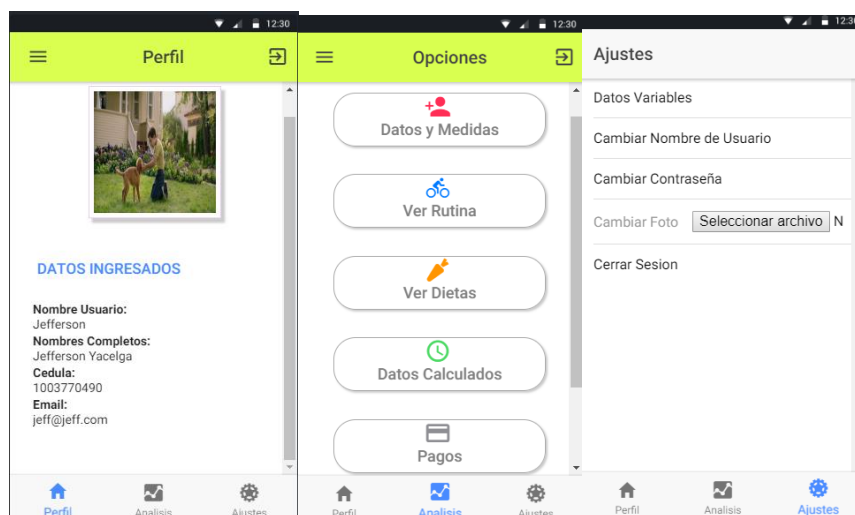 12:30
Perfil
DATOS INGRESADOS
Nombre Usuario:
Jefferson
Nombres Completos:
Jefferson Yacelga
Cedula:
1003770490
Email:
jeff@jeff.com
Perfil
Analisis
Ajustes
12:30
Opciones
Datos y Medidas
Ver Rutina
Ver Dietas
Datos Calculados
Pagos
Perfil
Analisis
Ajustes
12:30
Ajustes
Datos Variables
Cambiar Nombre de Usuario
Cambiar Contraseña
Cambiar Foto Seleccionar archivo N
Cerrar Sesion
Perfil
Analisis
Ajustes